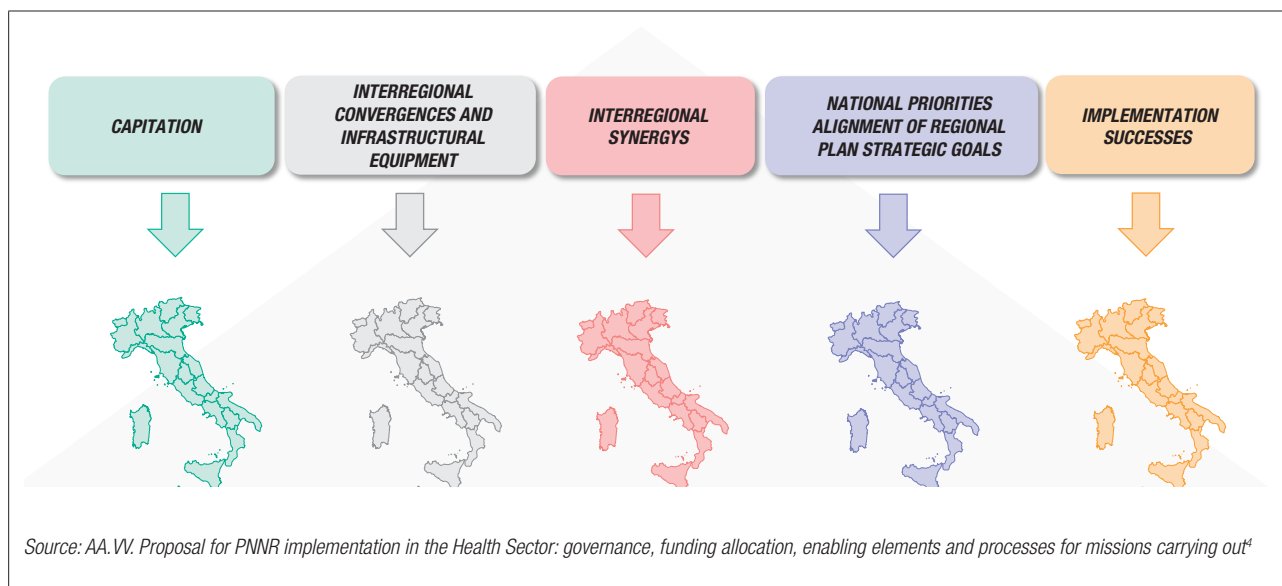 CAPITATION
INTERREGIONAL
CONVERGENCES AND
INFRASTRUCTURAL
EQUIPMENT
INTERREGIONAL
SYNERGYS
NATIONAL PRIORITIES
ALIGNMENT OF REGIONAL
PLAN STRATEGIC GOALS
IMPLEMENTATION
SUCCESSES
Source: AA.VV. Proposal for PNNR implementation in the Health Sector: governance, funding allocation, enabling elements and processes for missions carrying out⁴